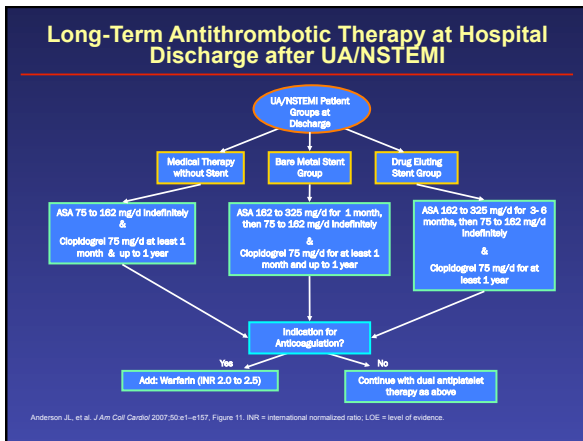 Long-Term Antithrombotic Therapy at Hospital
Discharge after UA/NSTEMI
UA/NSTEMI Patient
Groups at
Discharge
Medical Therapy
without Stent
Bare Metal Stent
Group
Drug Eluting
Stent Group
ASA 75 to 162 mg/d indefinitely
&
Clopidogrel 75 mg/d at least 1
month & up to 1 year
ASA 162 to 325 mg/d for 1 month,
then 75 to 162 mg/d indefinitely
&
Clopidogrel 75 mg/d for at least
1 month and up to 1 year
ASA 162 to 325 mg/d for 3- 6
months, then 75 to 162 mg/d
indefinitely
&
Clopidogrel 75 mg/d for at
least 1 year
Indication for
Anticoagulation?
Yes
No
Add: Warfarin (INR 2.0 to 2.5)
Continue with dual antiplatelet
therapy as above
Anderson JL, et al. J Am Coll Cardiol 2007;50:e1–e157, Figure 11. INR = international normalized ratio; LOE = level of evidence.